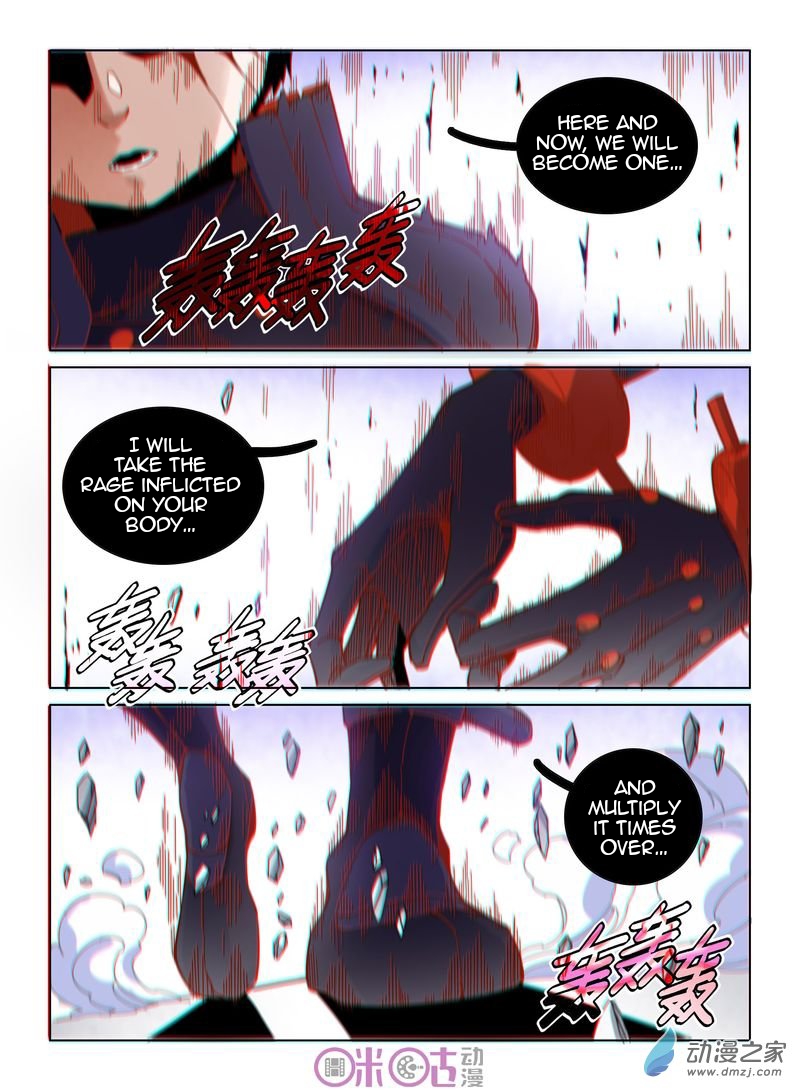 HERE AND
NOW, WE WILL
BECOME ONE...
轰轰轰轰
I WILL
TAKE THE
RAGE INFLICTED
ON YOUR
BODY...
轰轰 轰轰
AND
MULTIPLY
IT TIMES
OVER...
轰轰轰
咪咕动漫
动漫之家
www.dmzj.com